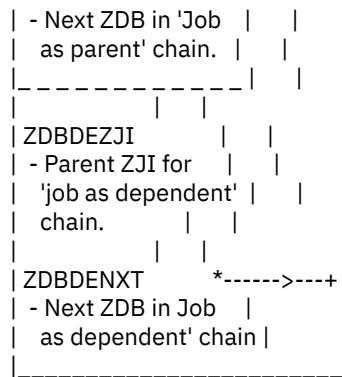 | - Next ZDB in 'Job | |
| as parent' chain. | |
|_ _ _ _ _ _ _ _ _ _ _ _ | |
| | |
| ZDBDEZJI | |
| - Parent ZJI for | |
| 'job as dependent' | |
| chain. | |
| | |
| ZDBDENXT *------>---+
| - Next ZDB in Job |
| as dependent' chain |
|________________________